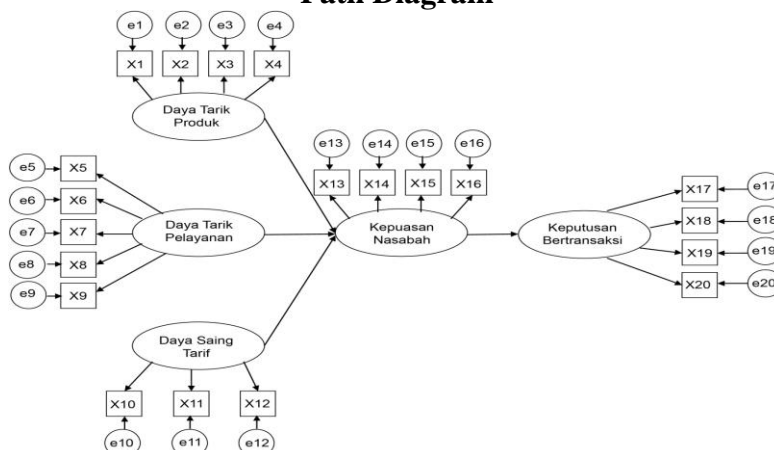 Path Diagram
e1 e2 e3 e4
X1 X2 X3 X4
Daya Tarik
Produk
e13 e14 e15 e16
X13 X14 X15 X16
e5 X5
e6 X6
e7 X7
e8 X8
e9 X9
Daya Tarik
Pelayanan
Kepuasan
Nasabah
Keputusan
Bertransaksi
X17 e17
X18 e18
X19 e19
X20 e20
Daya Saing
Tarif
X10 X11 X12
e10 e11 e12